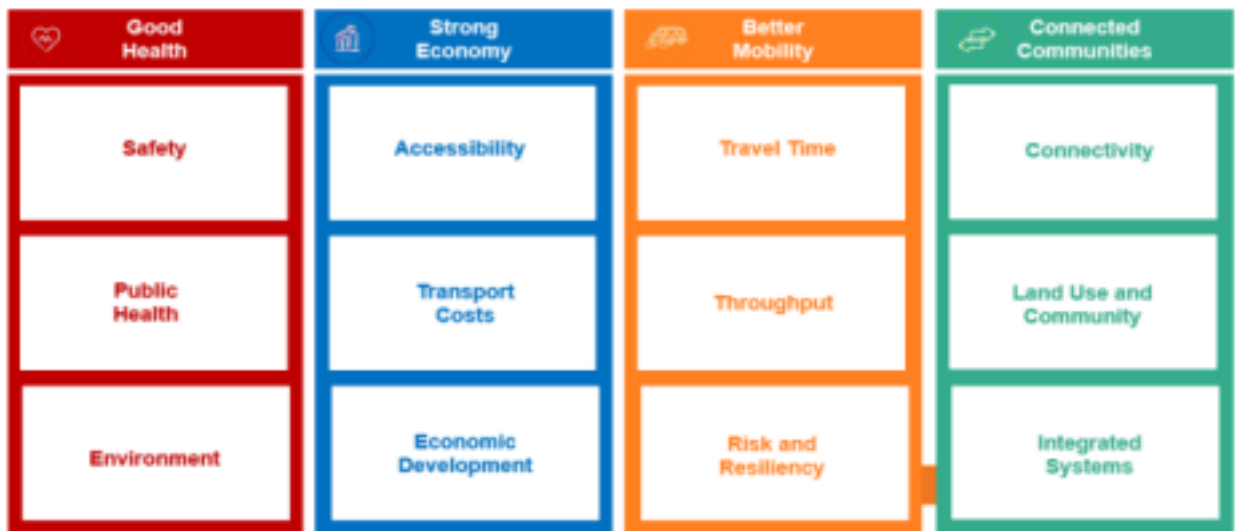 Good
Health
Strong
Economy
Better
Mobility
Connected
Communities
Safety
Accessibility
Travel Time
Connectivity
Public
Health
Transport
Costs
Throughput
Land Use and
Community
Environment
Economic
Development
Risk and
Resiliency
Integrated
Systems